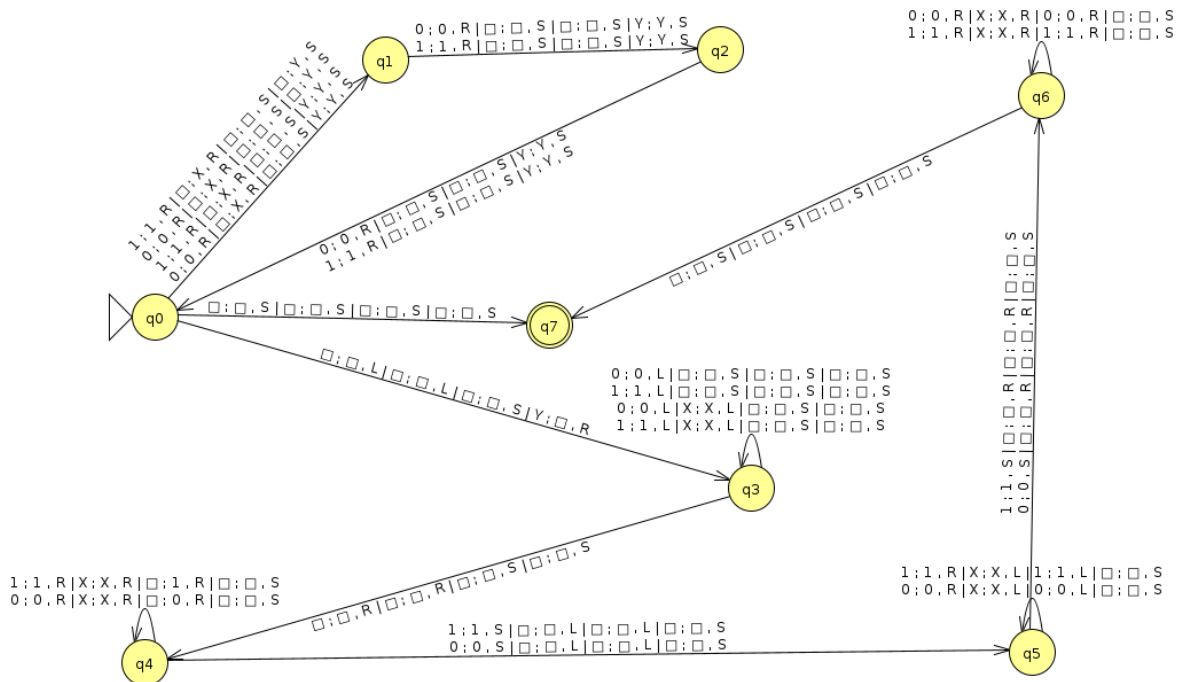 0;0,R|□;□,S|□;□,S|Y;Y,S
1;1,R|□;□,S|□;□,S|Y;Y,S
0;0,R|X;X,R|0;0,R|□;□,S
1;1,R|X;X,R|1;1,R|□;□,S
q1
q2
q6
1;1,R|□;X,R|□;□,S|□;Y,S
0;0,R|□;X,R|□;□,S|□;Y,S
1;1,R|□;X,R|□;□,S|Y;Y,S
0;0,R|□;X,R|□;□,S|Y;Y,S
0;0,R|□;□,S|□;□,S|Y;Y,S
1;1,R|□;□,S|□;□,S|Y;Y,S
□;□,S|□;□,S|□;□,S|□;□,S
q0
□;□,S|□;□,S|□;□,S|□;□,S
q7
□;□,L|□;□,L|□;□,S|Y;□,R
0;0,L|□;□,S|□;□,S|□;□,S
1;1,L|□;□,S|□;□,S|□;□,S
0;0,L|X;X,L|□;□,S|□;□,S
1;1,L|X;X,L|□;□,S|□;□,S
1;1,S|□;□,R|□;□,R|□;□,S
0;0,S|□;□,R|□;□,R|□;□,S
q3
□;□,R|□;□,R|□;□,S|□;□,S
1;1,R|X;X,R|□;1,R|□;□,S
0;0,R|X;X,R|□;0,R|□;□,S
1;1,R|X;X,L|1;1,L|□;□,S
0;0,R|X;X,L|0;0,L|□;□,S
1;1,S|□;□,L|□;□,L|□;□,S
0;0,S|□;□,L|□;□,L|□;□,S
q4
q5